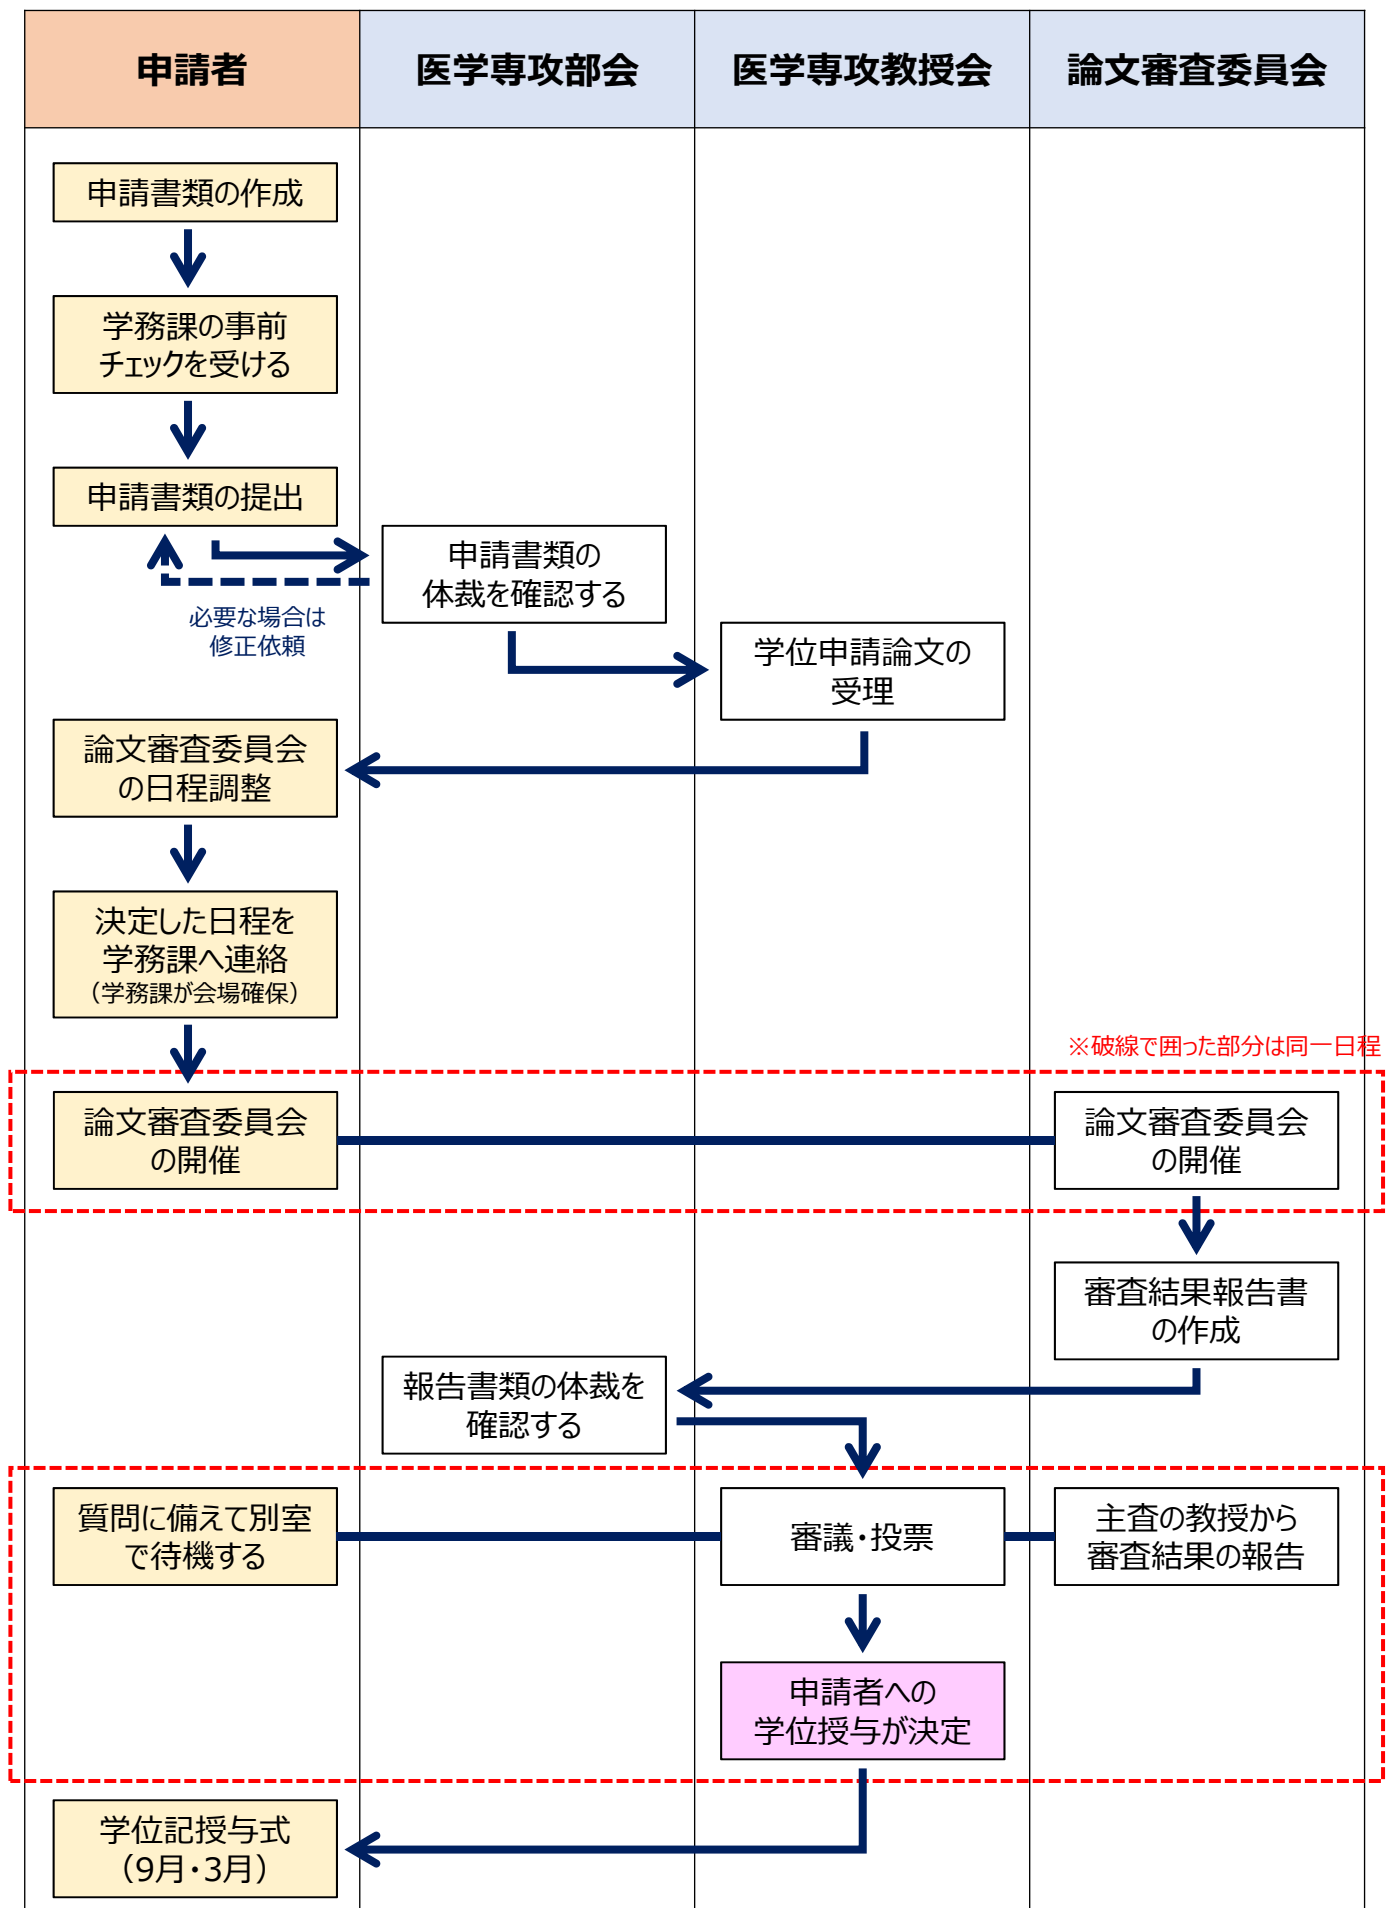 申請者
医学専攻部会
医学専攻教授会
論文審査委員会
申請書類の作成
学務課の事前
チェックを受ける
申請書類の提出
申請書類の
体裁を確認する
必要な場合は
修正依頼
学位申請論文の
受理
論文審査委員会
の日程調整
決定した日程を
学務課へ連絡
（学務課が会場確保）
※破線で囲った部分は同一日程
論文審査委員会
の開催
論文審査委員会
の開催
審査結果報告書
の作成
報告書類の体裁を
確認する
質問に備えて別室
で待機する
審議・投票
主査の教授から
審査結果の報告
申請者への
学位授与が決定
学位記授与式
（9月・3月）